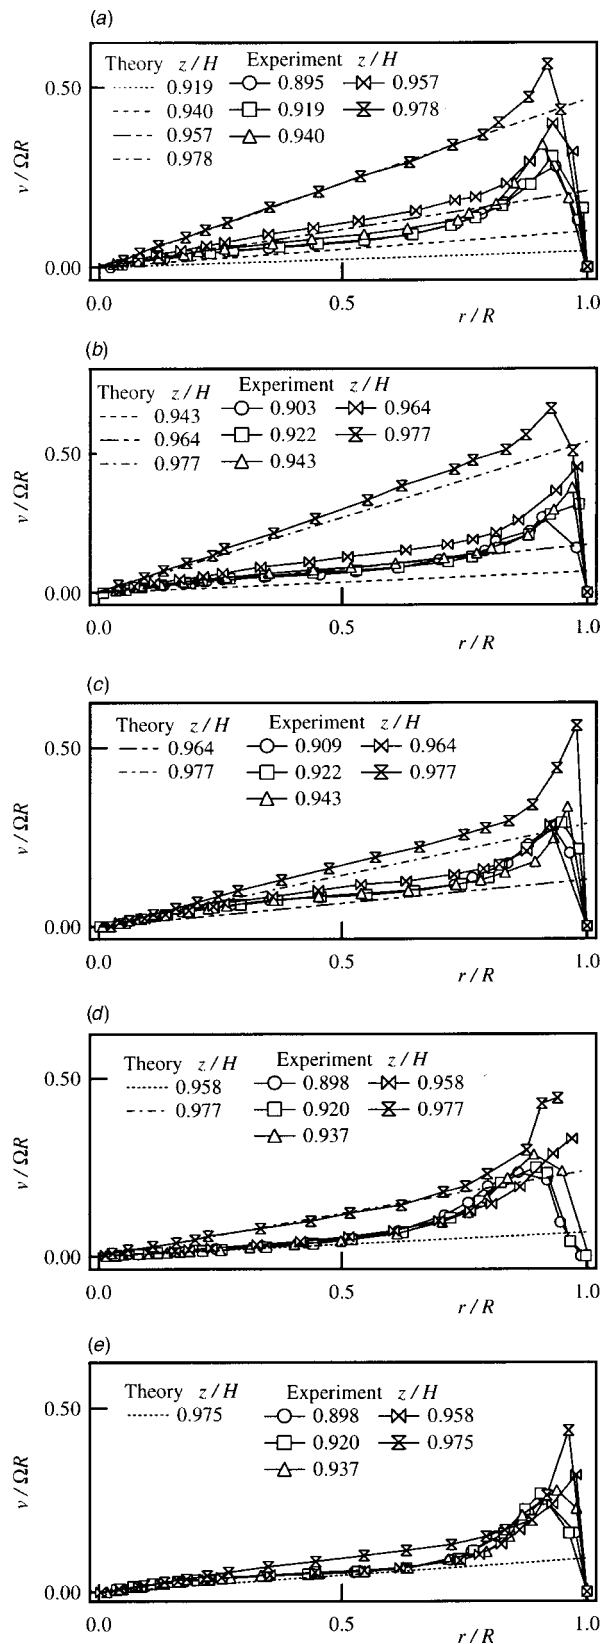 (a)
Theory z/H Experiment z/H
0.919 0.895 0.957
0.940 0.919 0.978
0.957 0.940
0.978
0.50
0.00
v/ΩR
0.0 0.5 1.0
r/R
(b)
Theory z/H Experiment z/H
0.943 0.903 0.964
0.964 0.922 0.977
0.977 0.943
0.50
0.00
v/ΩR
0.0 0.5 1.0
r/R
(c)
Theory z/H Experiment z/H
0.964 0.909 0.964
0.977 0.922 0.977
0.943
0.50
0.00
v/ΩR
0.0 0.5 1.0
r/R
(d)
Theory z/H Experiment z/H
0.958 0.898 0.958
0.977 0.920 0.977
0.937
0.50
0.00
v/ΩR
0.0 0.5 1.0
r/R
(e)
Theory z/H Experiment z/H
0.975 0.898 0.958
0.920 0.975
0.937
0.50
0.00
v/ΩR
0.0 0.5 1.0
r/R